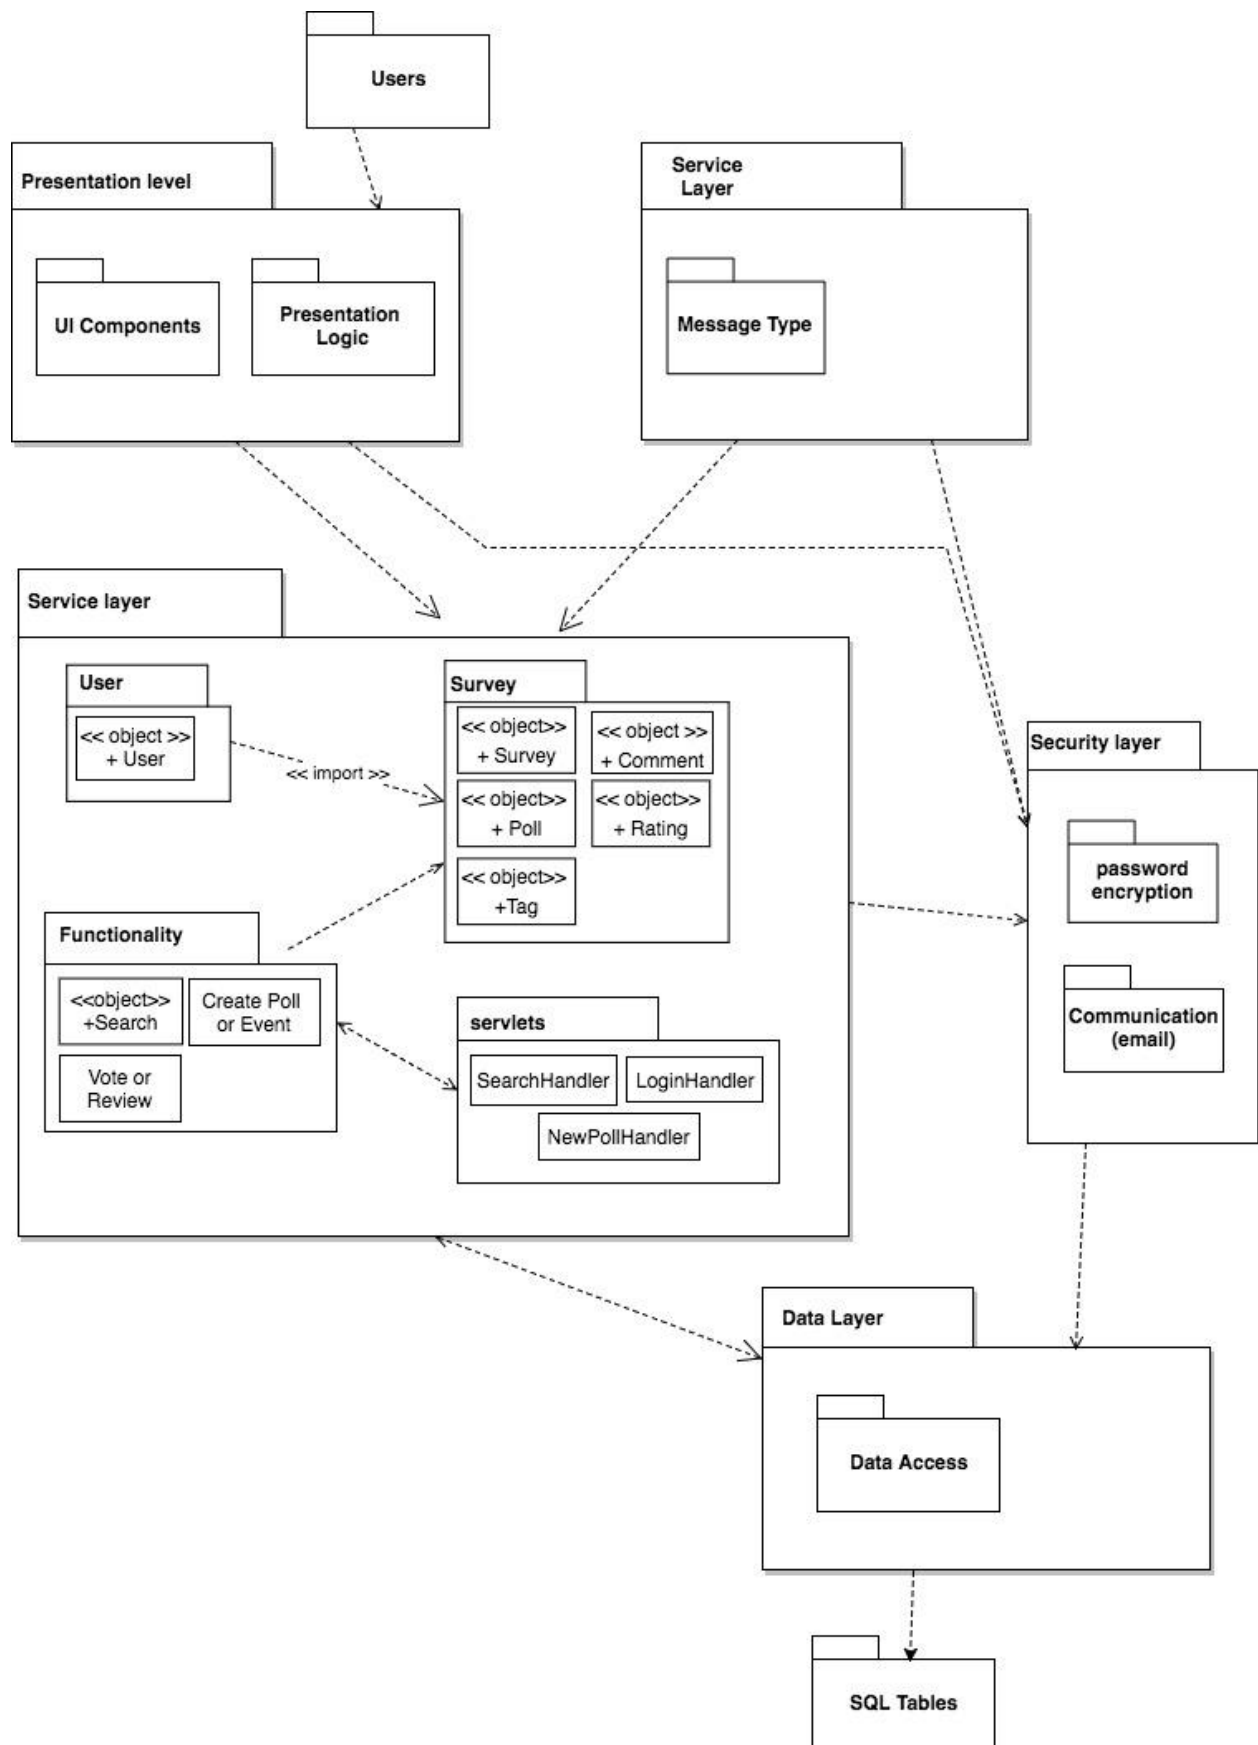 Users
Presentation level
Service
Layer
UI Components
Presentation
Logic
Message Type
Service layer
User
<< object >>
+ User
<< import >>
Survey
<< object>>
+ Survey
<< object >>
+ Comment
<< object>>
+ Poll
<< object>>
+ Rating
<< object>>
+Tag
Security layer
password
encryption
Communication
(email)
Functionality
<<object>>
+Search
Create Poll
or Event
Vote or
Review
servlets
SearchHandler
LoginHandler
NewPollHandler
Data Layer
Data Access
SQL Tables